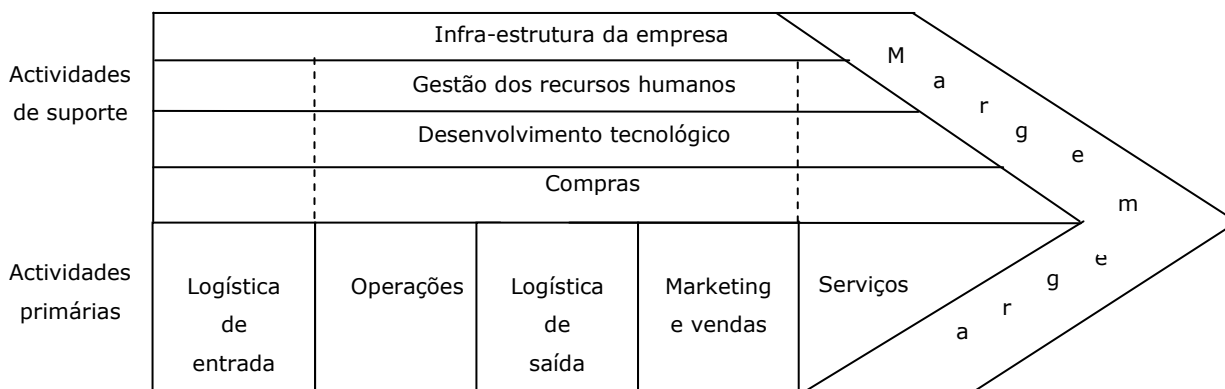 Infra-estrutura da empresa
Actividades
de suporte
Gestão dos recursos humanos
Desenvolvimento tecnológico
Compras
M a r g e m
Actividades
primárias
Logística
de
entrada
Operações
Logística
de
saída
Marketing
e vendas
Serviços
a r g e